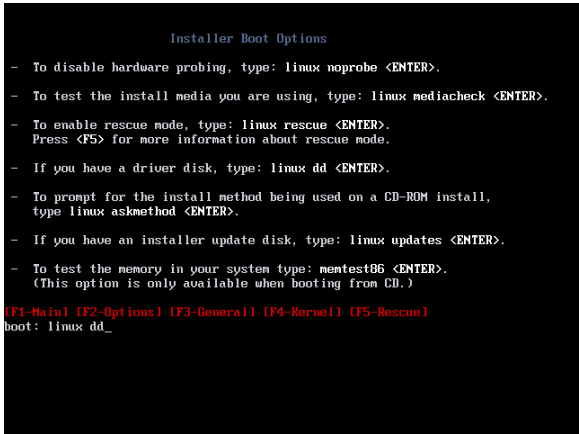 Installer Boot Options
- To disable hardware probing, type: linux noprobe <ENTER>.
- To test the install media you are using, type: linux mediacheck <ENTER>.
- To enable rescue mode, type: linux rescue <ENTER>.
Press <F5> for more information about rescue mode.
- If you have a driver disk, type: linux dd <ENTER>.
- To prompt for the install method being used on a CD-ROM install,
type linux askmethod <ENTER>.
- If you have an installer update disk, type: linux updates <ENTER>.
- To test the memory in your system type: memtest86 <ENTER>.
(This option is only available when booting from CD.)
[F1-Main] [F2-Options] [F3-General] [F4-Kernel] [F5-Rescue]
boot: linux dd_